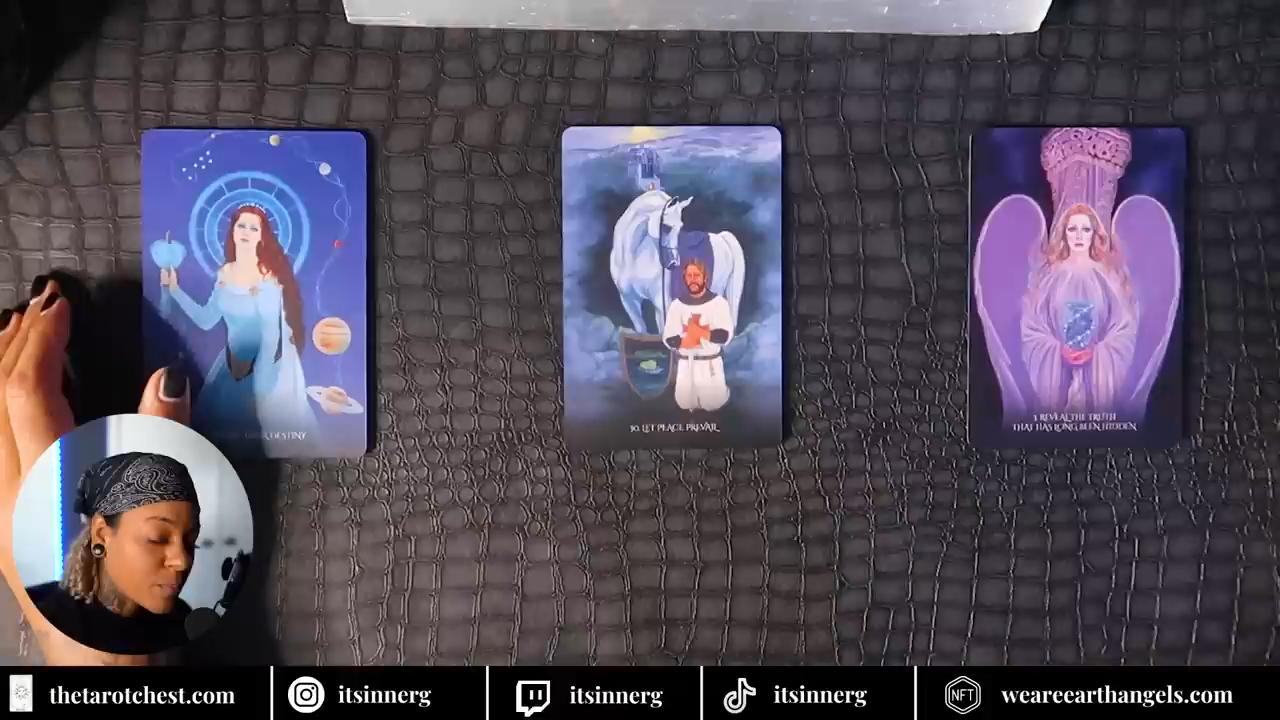 DESTINY
30. LET PEACE PREVAIL
3. REVEAL THE TRUTH
THAT HAS LONG BEEN HIDDEN
thetarotchest.com
itsinnerg
itsinnerg
itsinnerg
NFT
weareearthangels.com